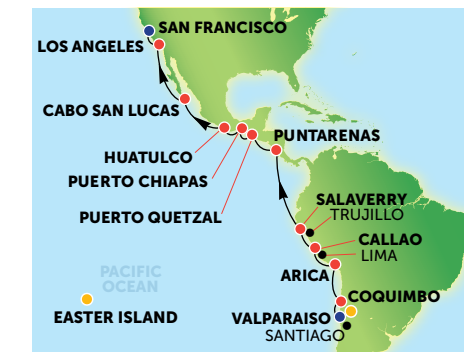 SAN FRANCISCO
LOS ANGELES
CABO SAN LUCAS
PUNTARENAS
HUATULCO
PUERTO CHIAPAS
PUERTO QUETZAL
SALAVERRY
TRUJILLO
CALLAO
LIMA
ARICA
PACIFIC
OCEAN
COQUIMBO
EASTER ISLAND
VALPARAISO
SANTIAGO